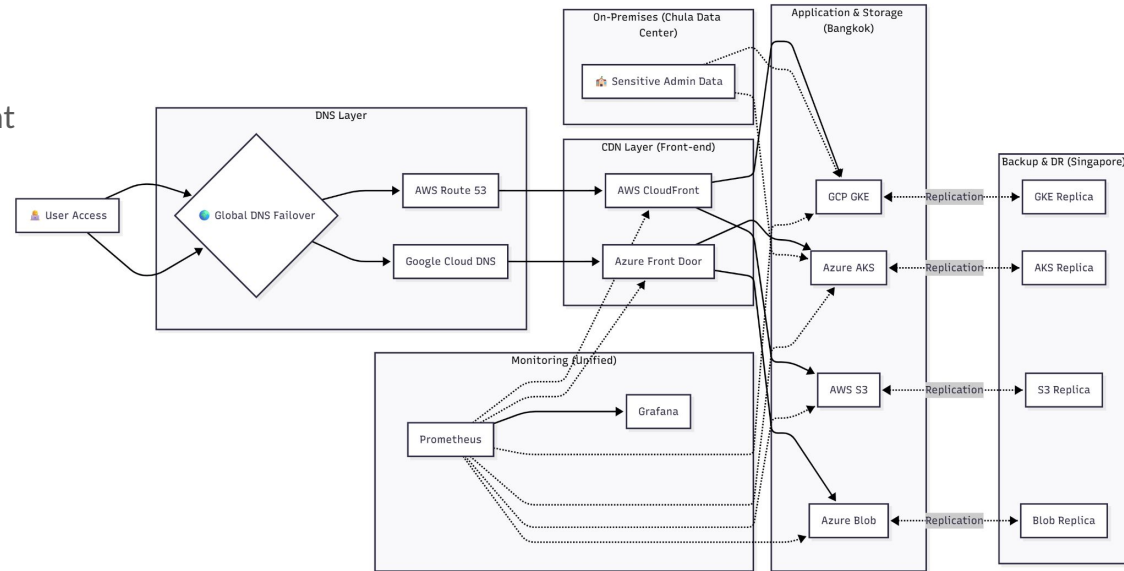 nt
On-Premises (Chula Data
Center)
Sensitive Admin Data
Application & Storage
(Bangkok)
DNS Layer
CDN Layer (Front-end)
Backup & DR (Singapore)
User Access
Global DNS Failover
AWS Route 53
Google Cloud DNS
AWS CloudFront
Azure Front Door
GCP GKE
Replication
GKE Replica
Azure AKS
Replication
AKS Replica
Monitoring (Unified)
Prometheus
Grafana
AWS S3
Replication
S3 Replica
Azure Blob
Replication
Blob Replica